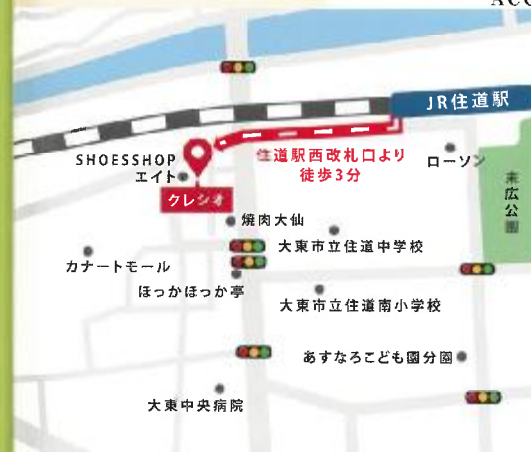 ACC
JR住道駅
SHOESSHOP
エイト
住道駅西改札口より
徒歩3分
ローソン
クレシオ
末広公園
焼肉大仙
大東市立住道中学校
カナートモール
ほっかほっか亭
大東市立住道南小学校
あすなろこども園分園
大東中央病院